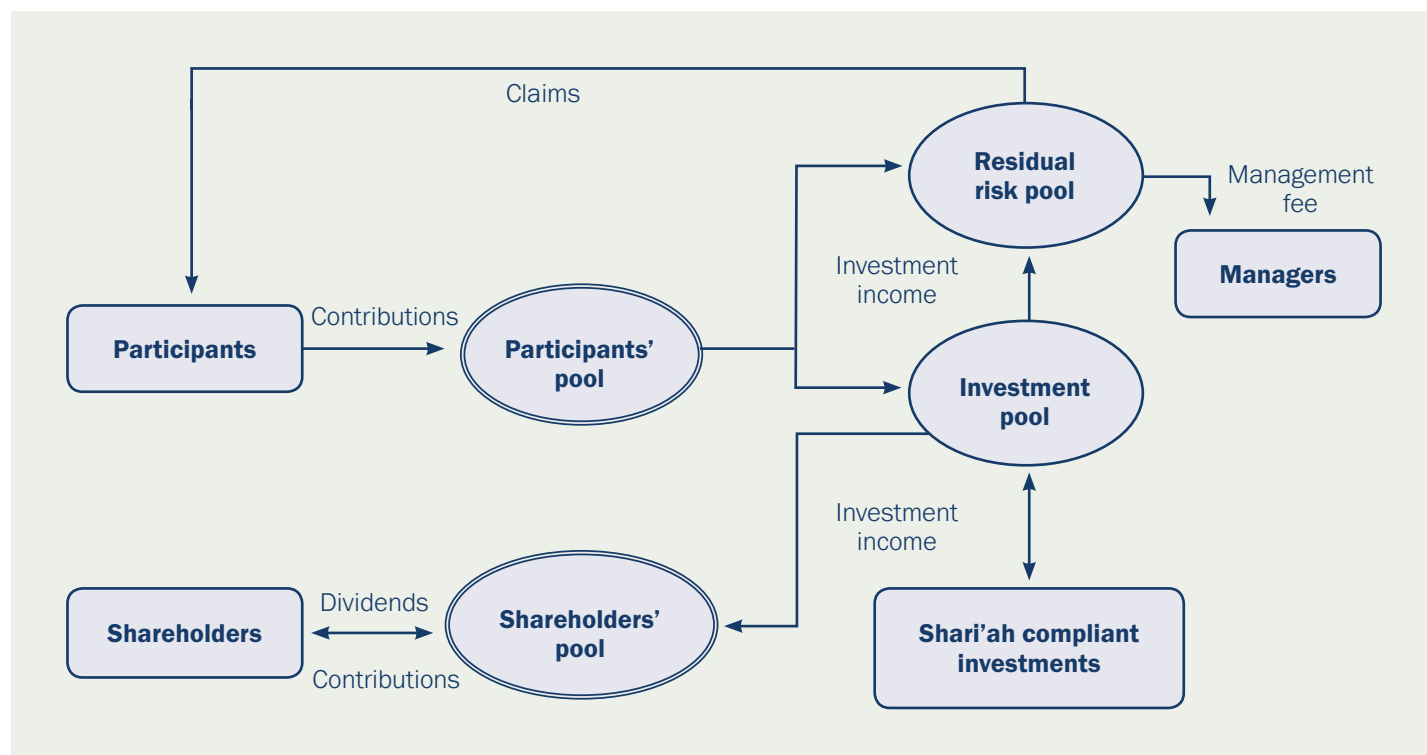 Claims
Residual
risk pool
Management
fee
Managers
Investment
income
Participants
Contributions
Participants’
pool
Investment
pool
Investment
income
Shareholders
Dividends
Contributions
Shareholders’
pool
Shari’ah compliant
investments